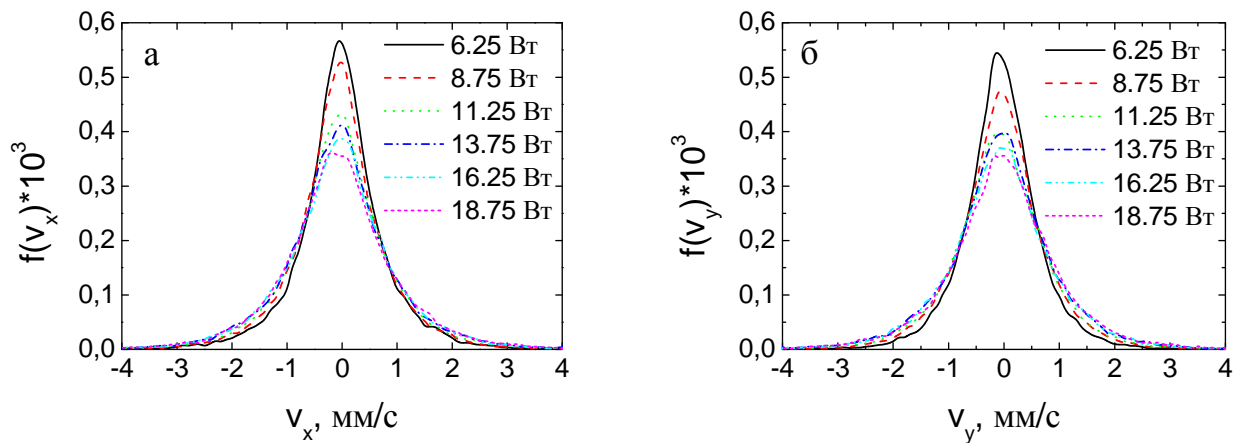 а
6.25 Вт
8.75 Вт
11.25 Вт
13.75 Вт
16.25 Вт
18.75 Вт
0,6
0,5
0,4
0,3
0,2
0,1
0,0
f(v_x)*10^3
-4 -3 -2 -1 0 1 2 3 4
v_x, мм/с
б
6.25 Вт
8.75 Вт
11.25 Вт
13.75 Вт
16.25 Вт
18.75 Вт
0,6
0,5
0,4
0,3
0,2
0,1
0,0
f(v_y)*10^3
-4 -3 -2 -1 0 1 2 3 4
v_y, мм/с